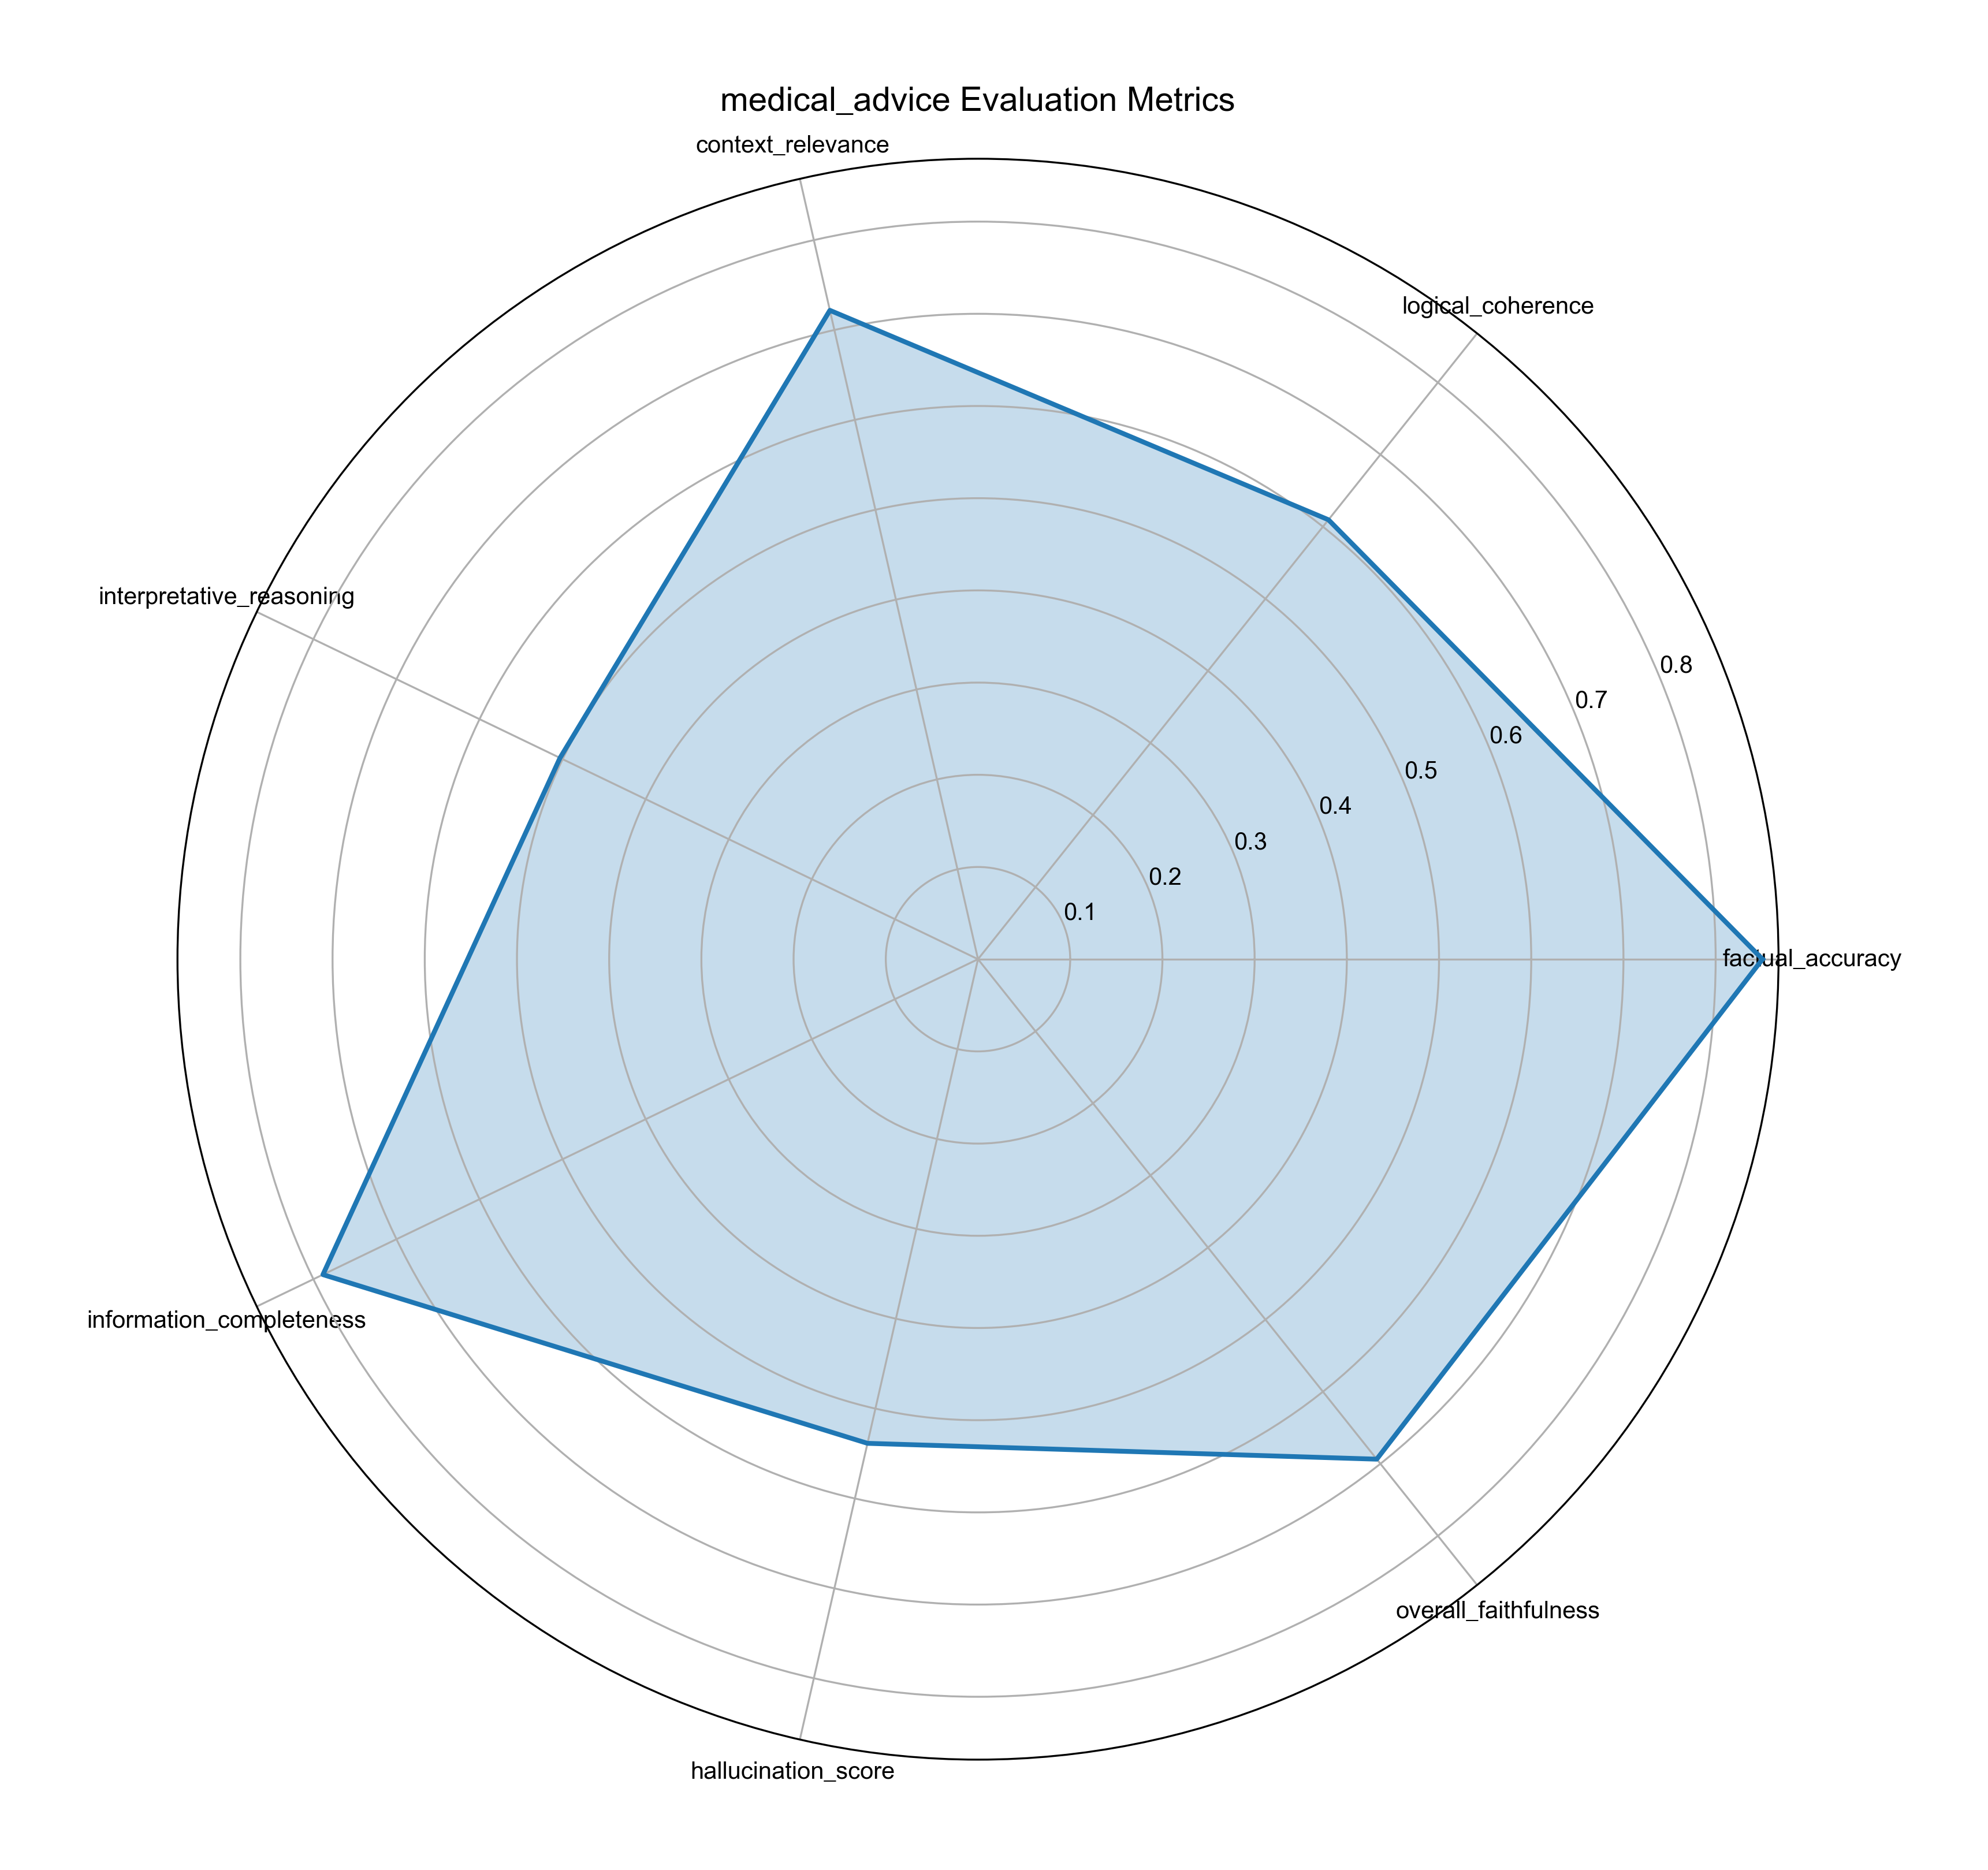 medical_advice Evaluation Metrics
context_relevance
logical_coherence
interpretative_reasoning
0.8
0.7
0.6
0.5
0.4
0.3
0.2
0.1
factual_accuracy
information_completeness
overall_faithfulness
hallucination_score